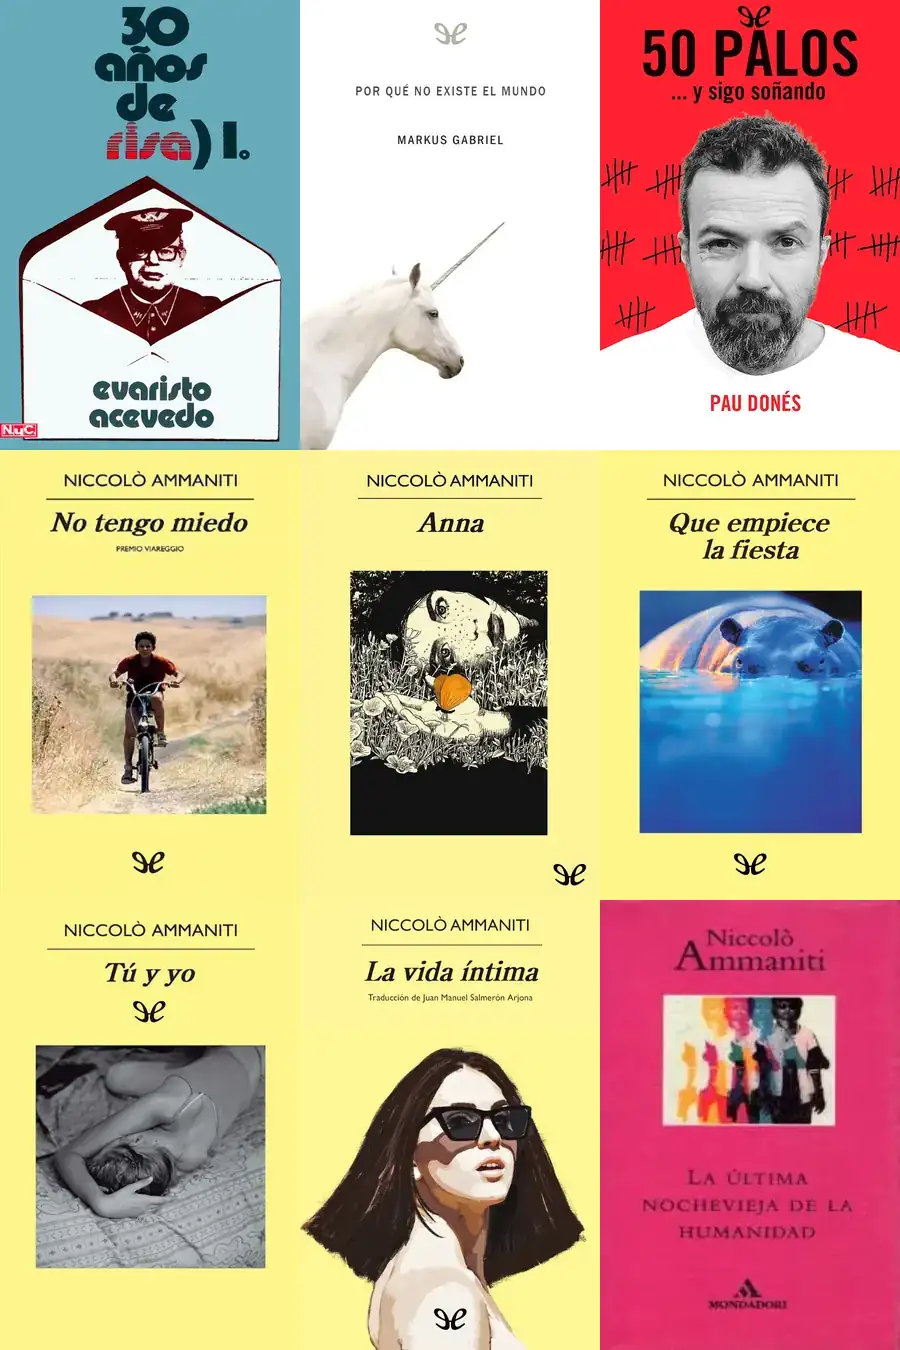 30
años
de
risa) I.
evaristo
acevedo
N.y C.
POR QUÉ NO EXISTE EL MUNDO
MARKUS GABRIEL
50 PALOS
... y sigo soñando
PAU DONÉS
NICCOLÒ AMMANITI
No tengo miedo
PREMIO VIAREGGIO
NICCOLÒ AMMANITI
Anna
NICCOLÒ AMMANITI
Que empiece
la fiesta
NICCOLÒ AMMANITI
Tú y yo
NICCOLÒ AMMANITI
La vida íntima
Traducción de Juan Manuel Salmerón Arjona
Niccolò
Ammaniti
LA ÚLTIMA
NOCHEVIEJA DE LA
HUMANIDAD
MONDADORI